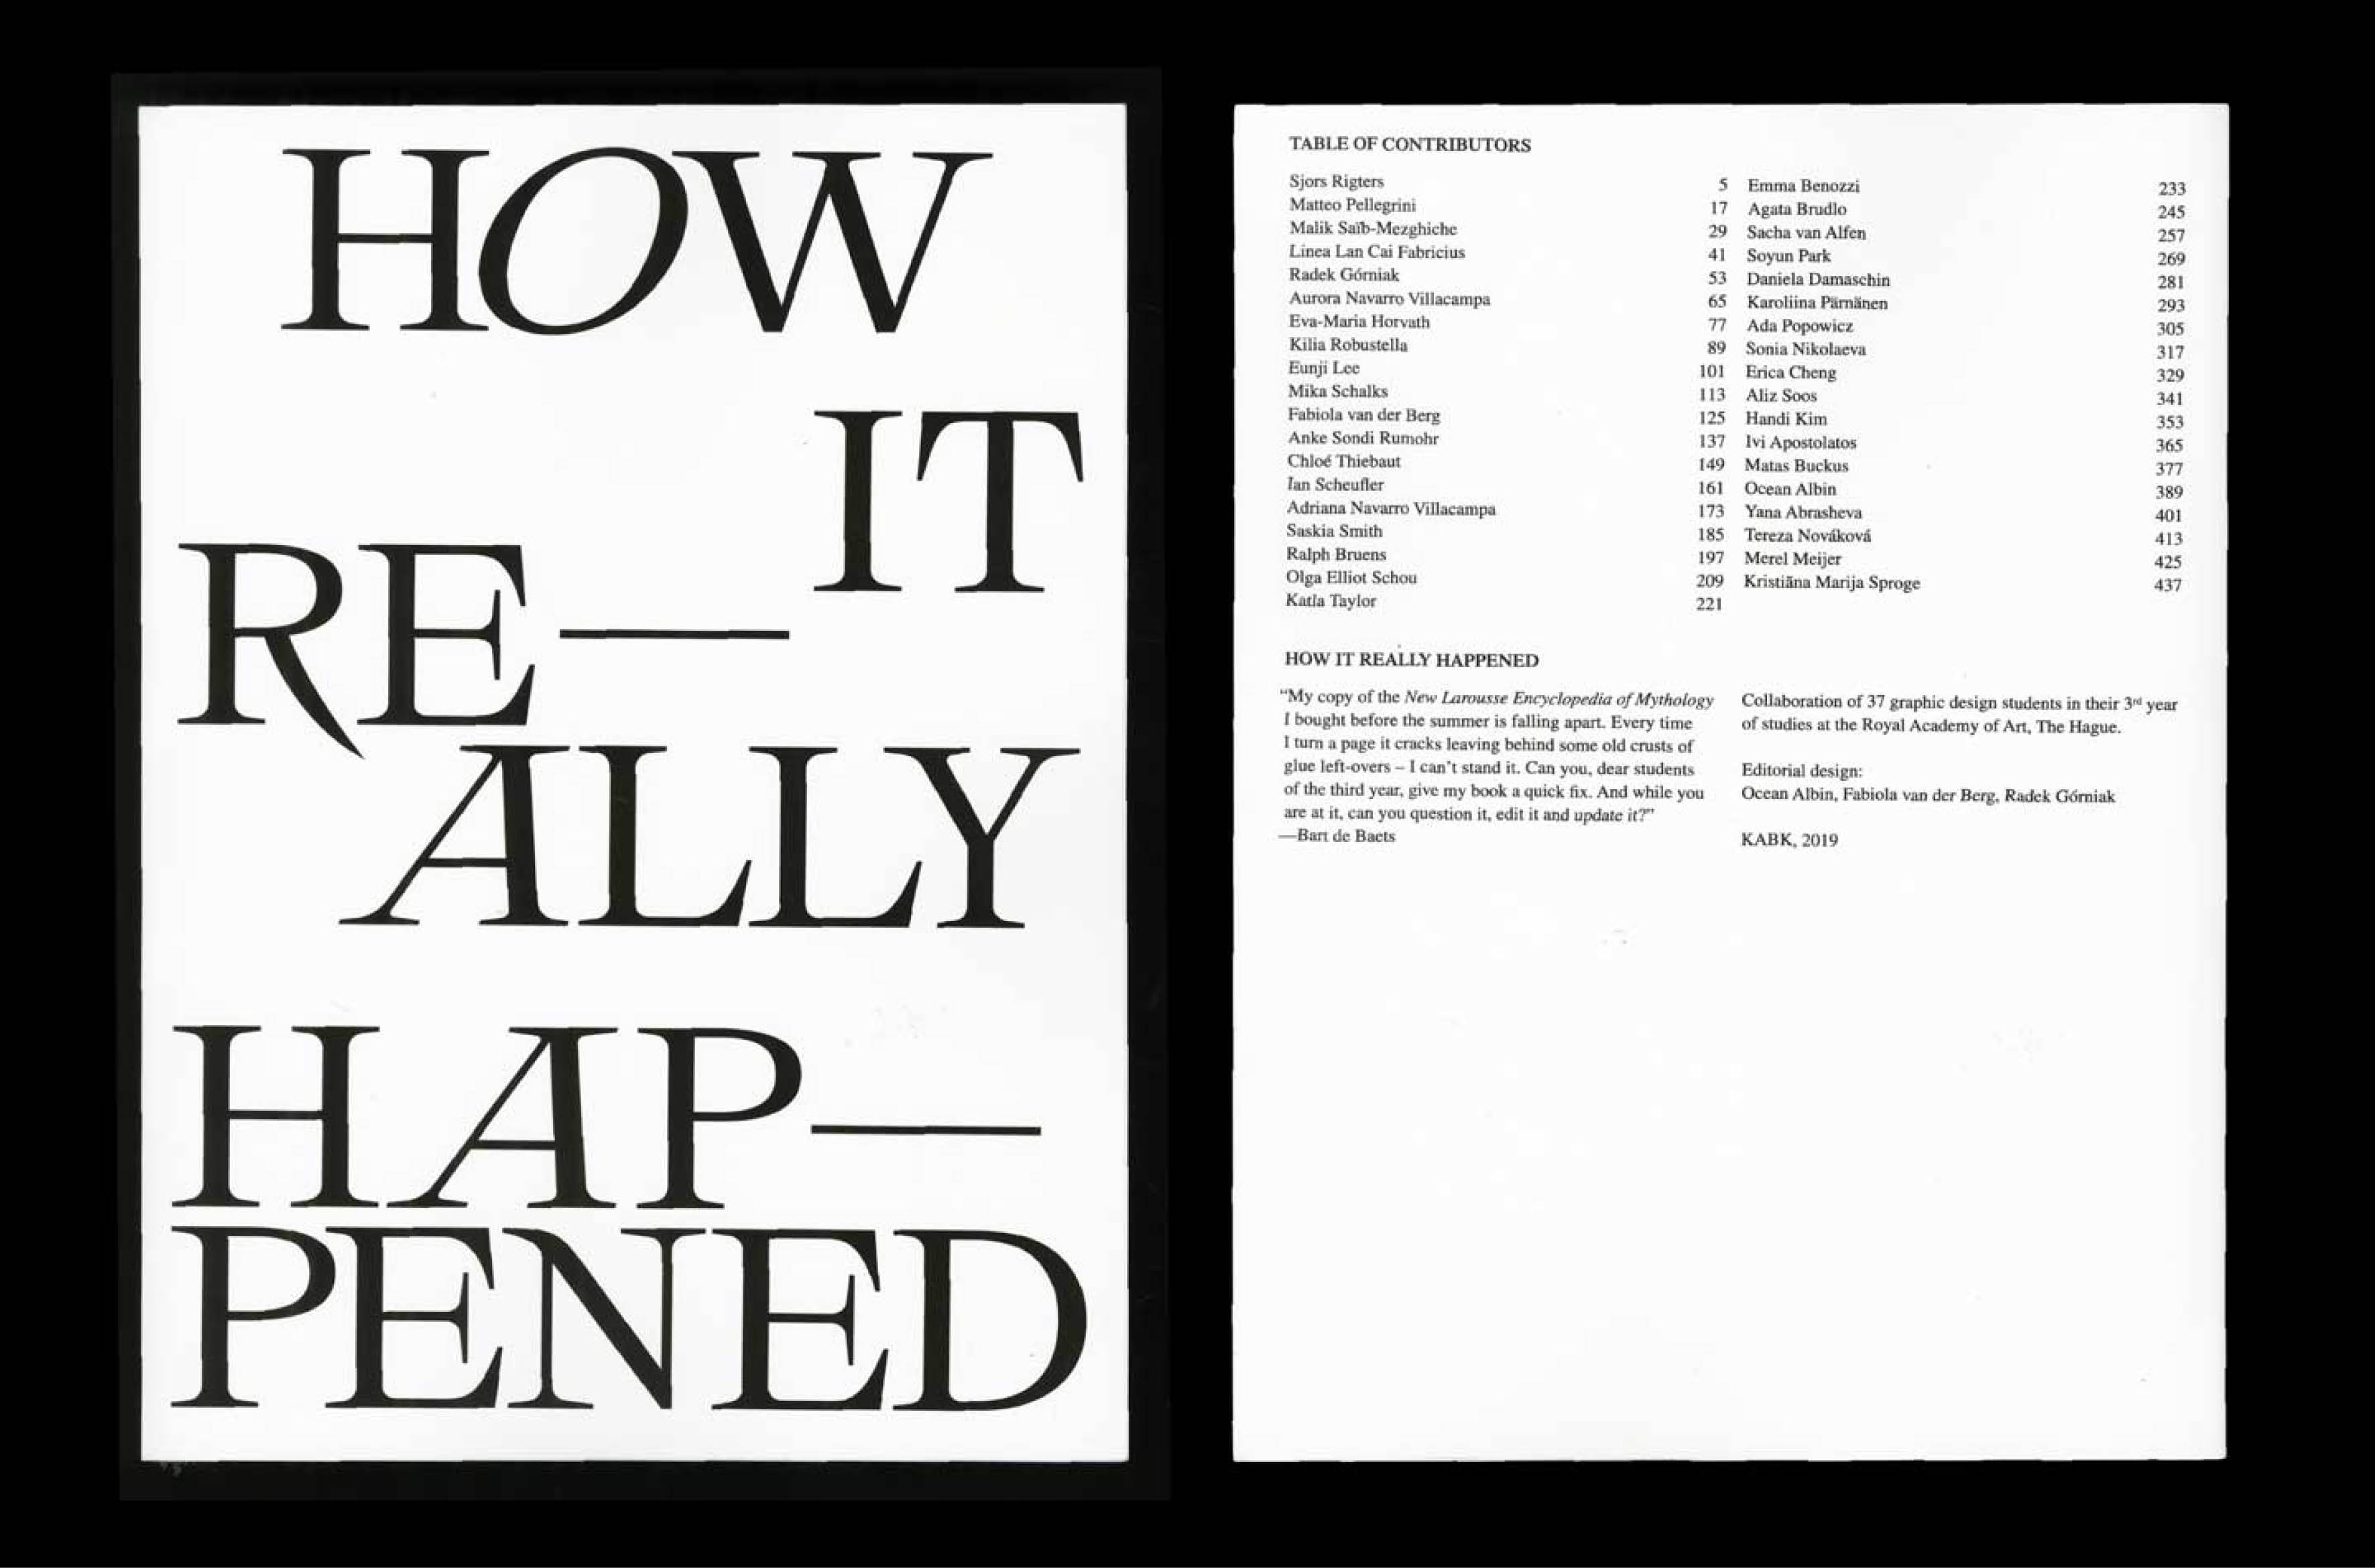 HOW
IT
RE—
ALLY
HAP—
PENED
TABLE OF CONTRIBUTORS
Sjors Rigters 5
Matteo Pellegrini 17
Malik Saïb-Mezghiche 29
Linea Lan Cai Fabricius 41
Radek Górniak 53
Aurora Navarro Villacampa 65
Eva-Maria Horvath 77
Kilia Robustella 89
Eunji Lee 101
Mika Schalks 113
Fabiola van der Berg 125
Anke Sondi Rumohr 137
Chloé Thiebaut 149
Ian Scheufler 161
Adriana Navarro Villacampa 173
Saskia Smith 185
Ralph Bruens 197
Olga Elliot Schou 209
Katla Taylor 221
Emma Benozzi 233
Agata Brudlo 245
Sacha van Alfen 257
Soyun Park 269
Daniela Damaschin 281
Karoliina Pärnänen 293
Ada Popowicz 305
Sonia Nikolaeva 317
Erica Cheng 329
Aliz Soos 341
Handi Kim 353
Ivi Apostolatos 365
Matas Buckus 377
Ocean Albin 389
Yana Abrasheva 401
Tereza Nováková 413
Merel Meijer 425
Kristiāna Marija Sproge 437
HOW IT REALLY HAPPENED
“My copy of the New Larousse Encyclopedia of Mythology
I bought before the summer is falling apart. Every time
I turn a page it cracks leaving behind some old crusts of
glue left-overs – I can’t stand it. Can you, dear students
of the third year, give my book a quick fix. And while you
are at it, can you question it, edit it and update it?”
—Bart de Baets
Collaboration of 37 graphic design students in their 3rd year
of studies at the Royal Academy of Art, The Hague.
Editorial design:
Ocean Albin, Fabiola van der Berg, Radek Górniak
KABK, 2019